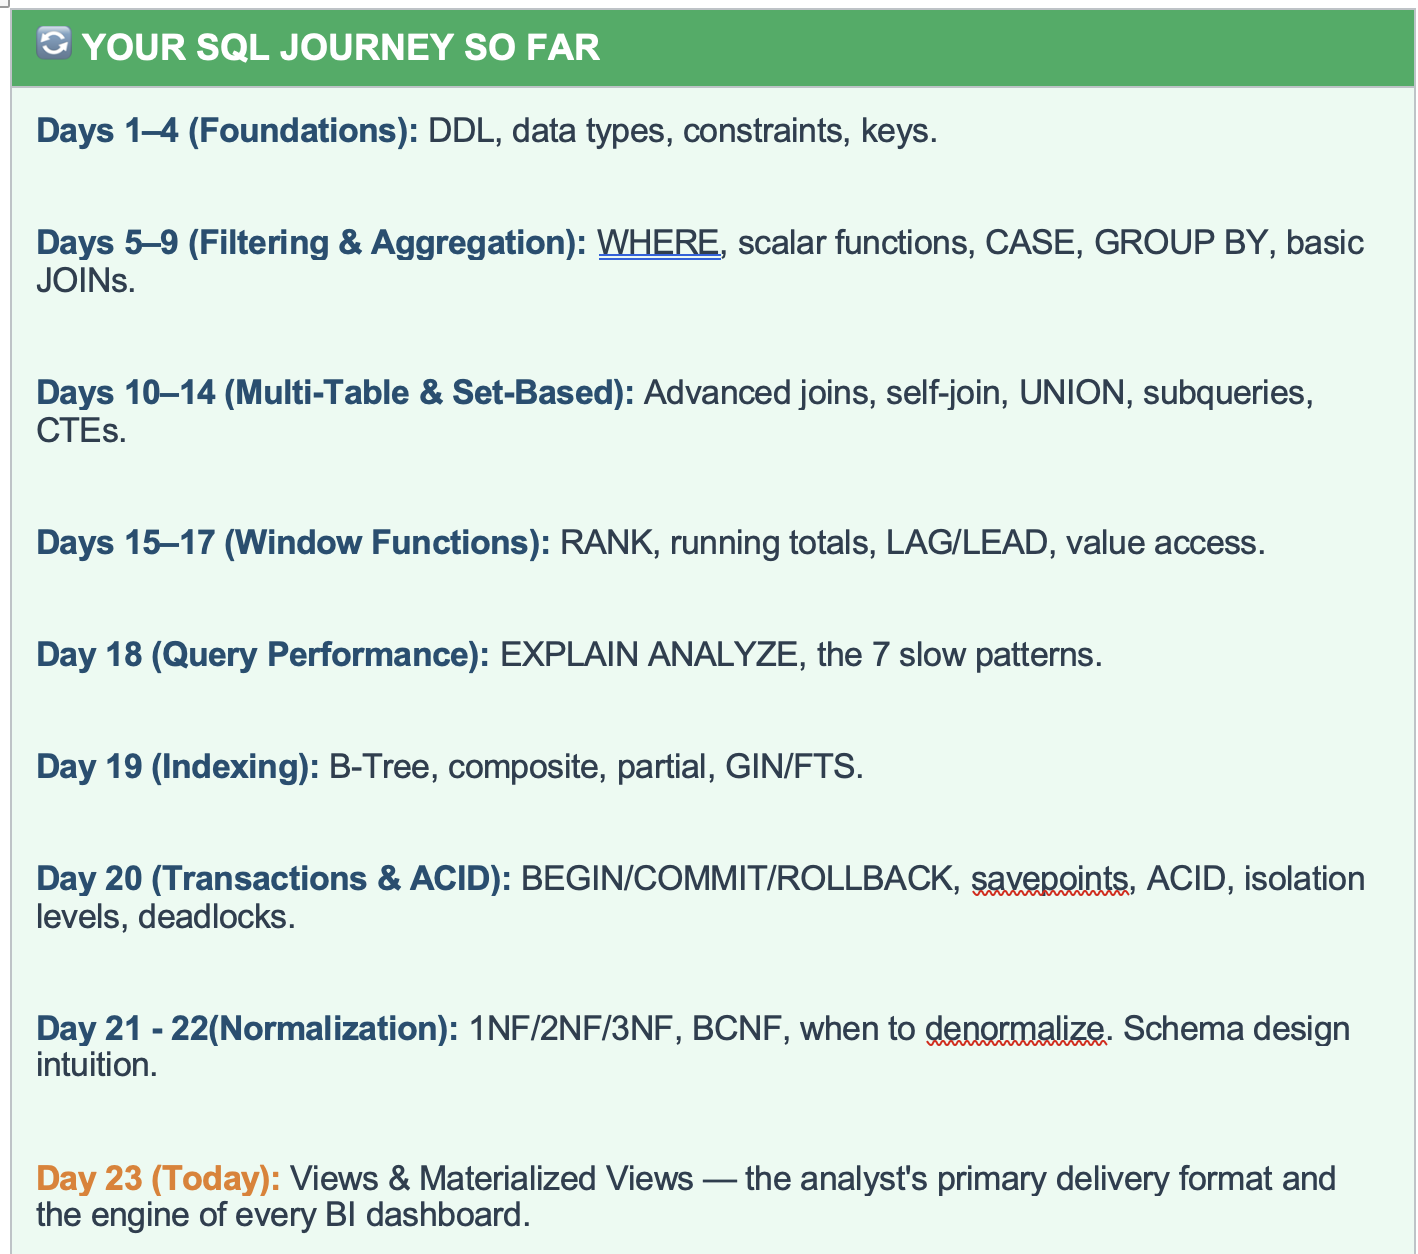 YOUR SQL JOURNEY SO FAR
Days 1–4 (Foundations): DDL, data types, constraints, keys.
Days 5–9 (Filtering & Aggregation): WHERE, scalar functions, CASE, GROUP BY, basic
JOINs.
Days 10–14 (Multi-Table & Set-Based): Advanced joins, self-join, UNION, subqueries,
CTEs.
Days 15–17 (Window Functions): RANK, running totals, LAG/LEAD, value access.
Day 18 (Query Performance): EXPLAIN ANALYZE, the 7 slow patterns.
Day 19 (Indexing): B-Tree, composite, partial, GIN/FTS.
Day 20 (Transactions & ACID): BEGIN/COMMIT/ROLLBACK, savepoints, ACID, isolation
levels, deadlocks.
Day 21 - 22(Normalization): 1NF/2NF/3NF, BCNF, when to denormalize. Schema design
intuition.
Day 23 (Today): Views & Materialized Views — the analyst's primary delivery format and
the engine of every BI dashboard.